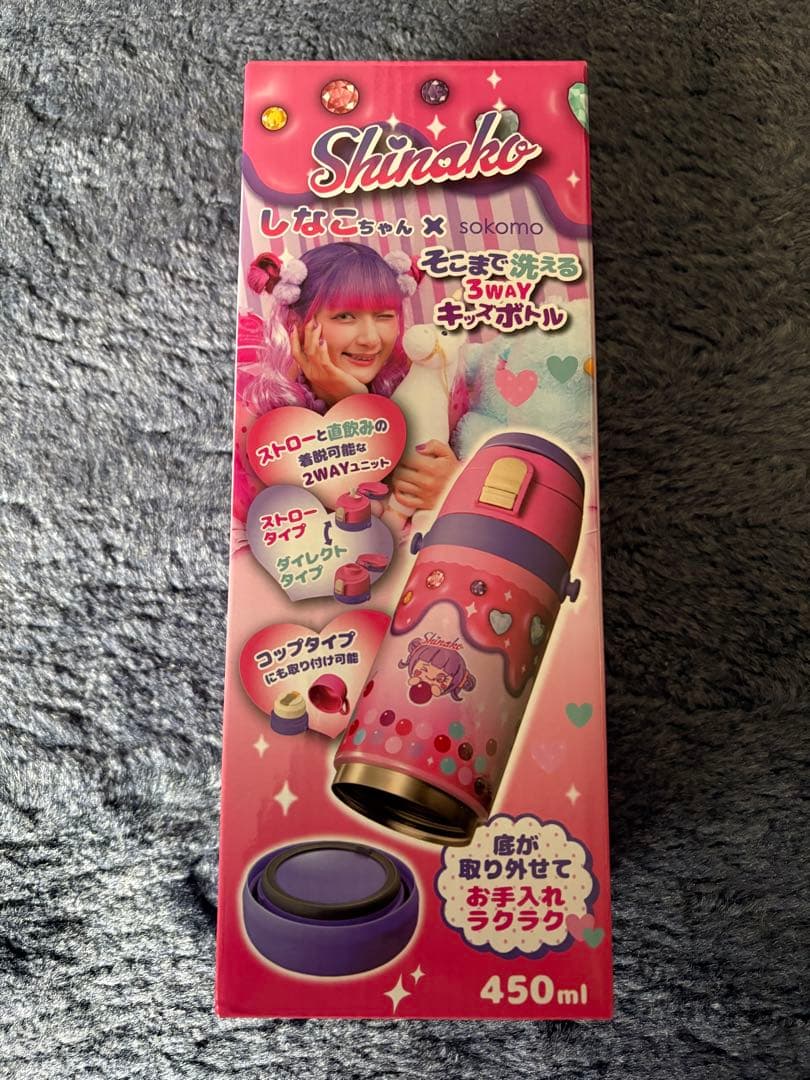 Shinako
しなこちゃん × sokomo
そこまで洗える
3WAY
キッズボトル
ストローと直飲みの
着脱可能な
2WAYユニット
ストロー
タイプ
ダイレクト
タイプ
コップタイプ
にも取り付け可能
Shinako
底が
取り外せて
お手入れ
ラクラク
450ml